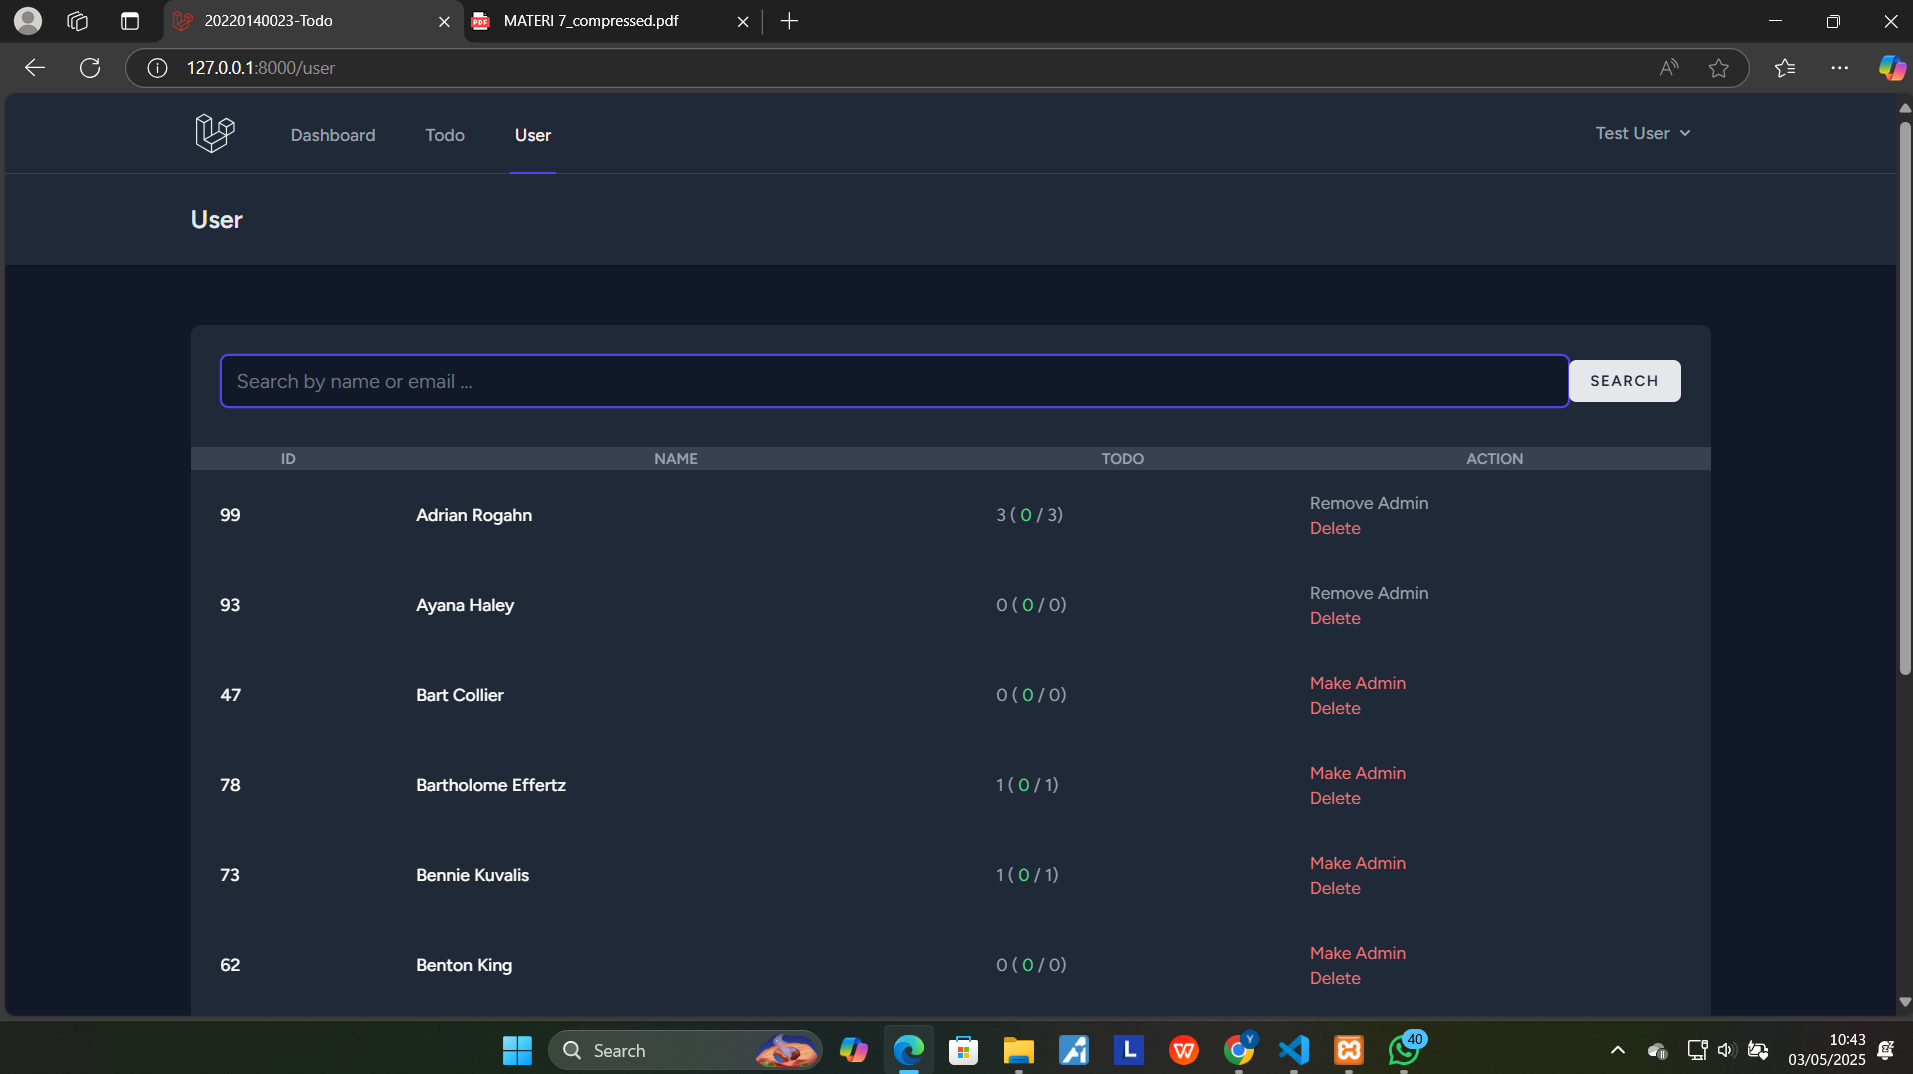 20220140023-Todo
MATERI 7_compressed.pdf
127.0.0.1:8000/user
Dashboard Todo User
Test User
User
Search by name or email ...
SEARCH
ID NAME TODO ACTION
99 Adrian Rogahn 3 ( 0 / 3) Remove Admin
Delete
93 Ayana Haley 0 ( 0 / 0) Remove Admin
Delete
47 Bart Collier 0 ( 0 / 0) Make Admin
Delete
78 Bartholome Effertz 1 ( 0 / 1) Make Admin
Delete
73 Bennie Kuvalis 1 ( 0 / 1) Make Admin
Delete
62 Benton King 0 ( 0 / 0) Make Admin
Delete
Search
L
W
Y
40
10:43
03/05/2025